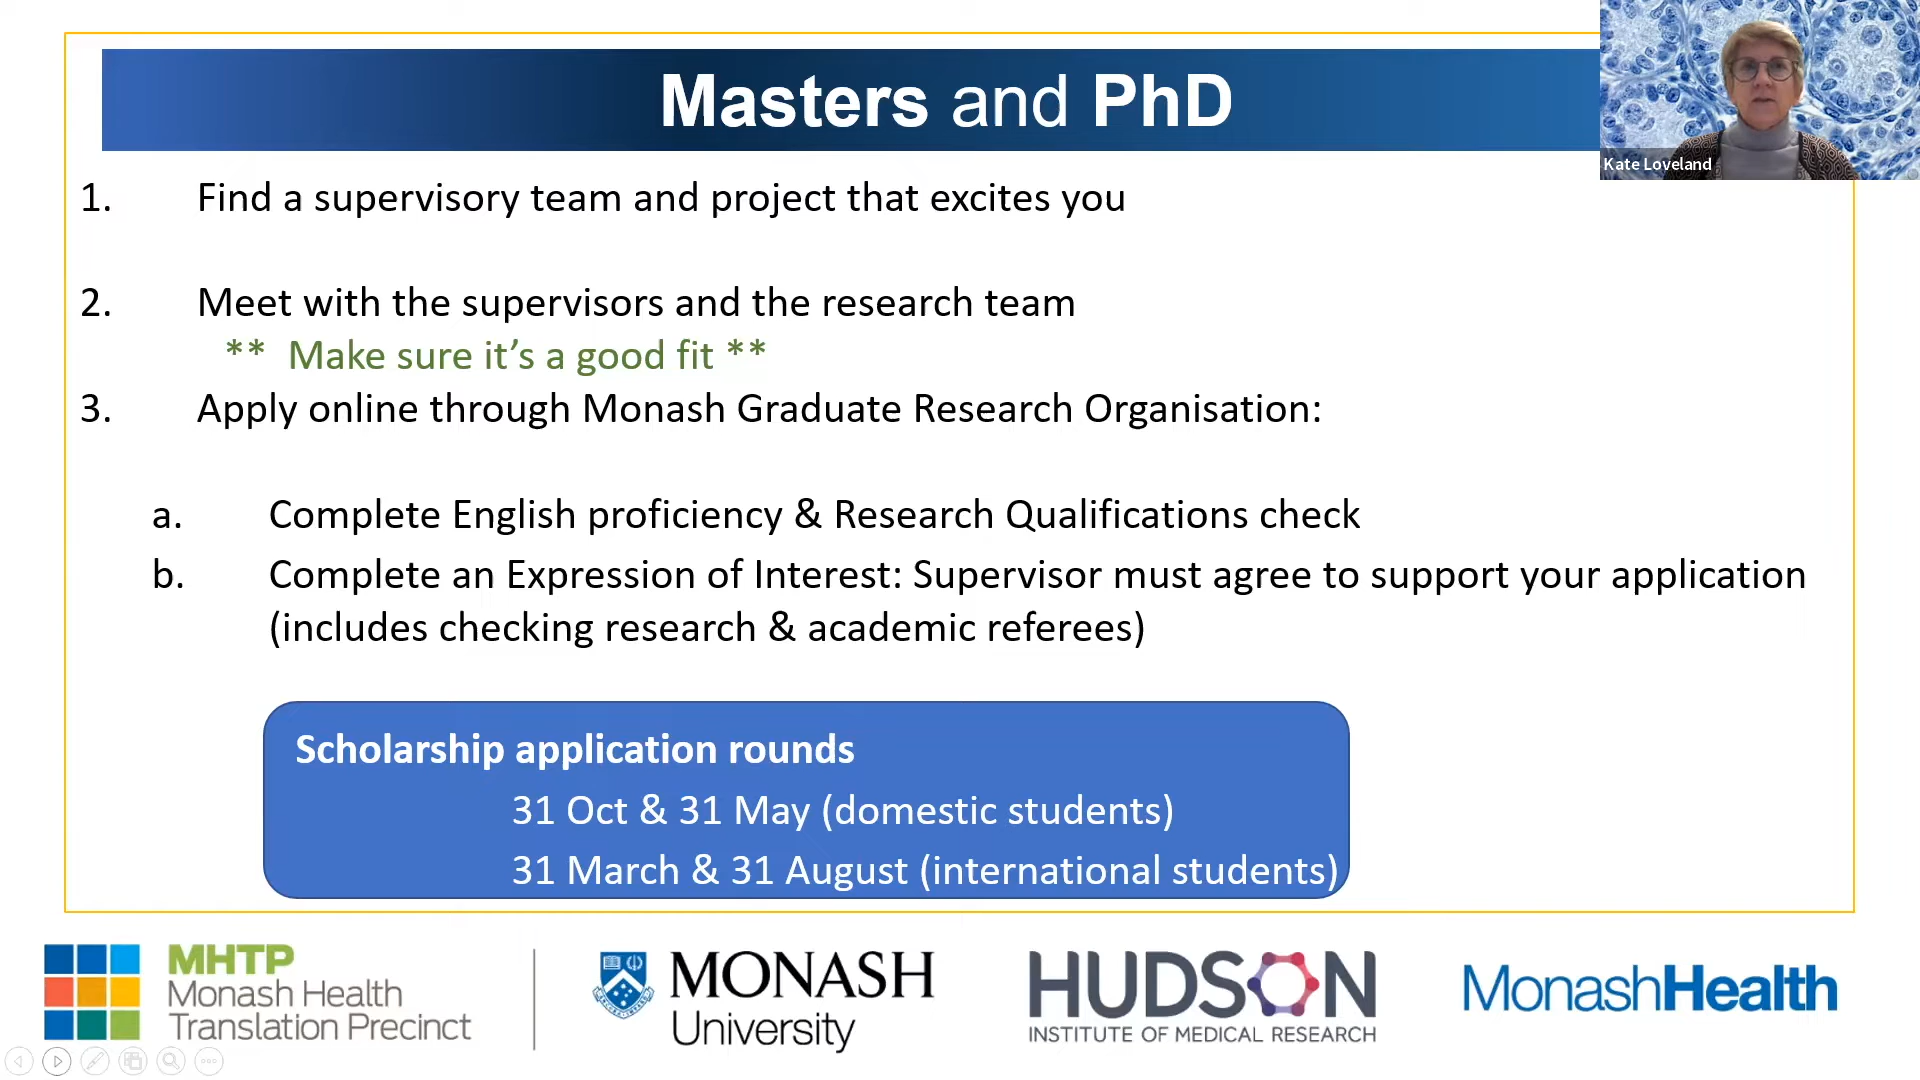 Masters and PhD
Kate Loveland
1. Find a supervisory team and project that excites you
2. Meet with the supervisors and the research team
** Make sure it’s a good fit **
3. Apply online through Monash Graduate Research Organisation:
a. Complete English proficiency & Research Qualifications check
b. Complete an Expression of Interest: Supervisor must agree to support your application
(includes checking research & academic referees)
Scholarship application rounds
31 Oct & 31 May (domestic students)
31 March & 31 August (international students)
MHTP
Monash Health
Translation Precinct
MONASH
University
HUDSON
INSTITUTE OF MEDICAL RESEARCH
MonashHealth